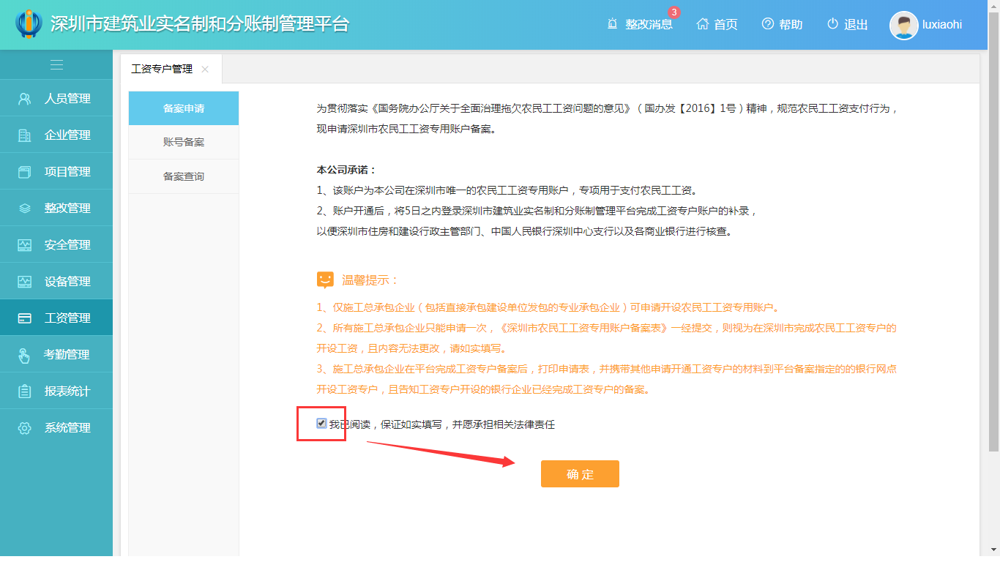 深圳市建筑业实名制和分账制管理平台
整改消息
3
首页
帮助
退出
luxiaohi
人员管理
企业管理
项目管理
整改管理
安全管理
设备管理
工资管理
考勤管理
报表统计
系统管理
工资专户管理
备案申请
账号备案
备案查询
为贯彻落实《国务院办公厅关于全面治理拖欠农民工工资问题的意见》（国办发【2016】1号）精神，规范农民工工资支付行为，
现申请深圳市农民工工资专用账户备案。
本公司承诺：
1、该账户为本公司在深圳市唯一的农民工工资专用账户，专项用于支付农民工工资。
2、账户开通后，将5日之内登录深圳市建筑业实名制和分账制管理平台完成工资专户账户的补录，
以便深圳市住房和建设行政主管部门、中国人民银行深圳中心支行以及各商业银行进行核查。
温馨提示：
1、仅施工总承包企业（包括直接承包建设单位发包的专业承包企业）可申请开设农民工工资专用账户。
2、所有施工总承包企业只能申请一次，《深圳市农民工工资专用账户备案表》一经提交，则视为在深圳市完成农民工工资专户的
开设工资，且内容无法更改，请如实填写。
3、施工总承包企业在平台完成工资专户备案后，打印申请表，并携带其他申请开通工资专户的材料到平台备案指定的的银行网点
开设工资专户，且告知工资专户开设的银行企业已经完成工资专户的备案。
我已阅读，保证如实填写，并愿承担相关法律责任
确 定